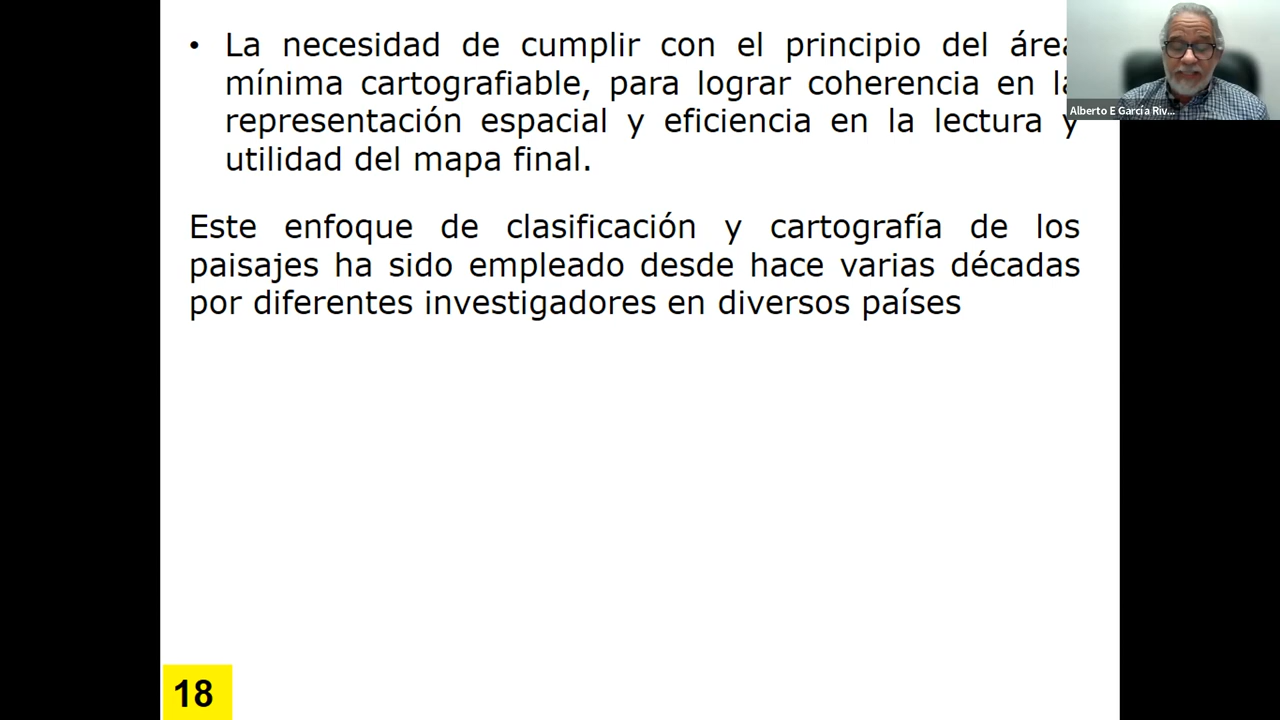 • La necesidad de cumplir con el principio del área
mínima cartografiable, para lograr coherencia en la
representación espacial y eficiencia en la lectura y
utilidad del mapa final.
Este enfoque de clasificación y cartografía de los
paisajes ha sido empleado desde hace varias décadas
por diferentes investigadores en diversos países
18
Alberto E García Riv...